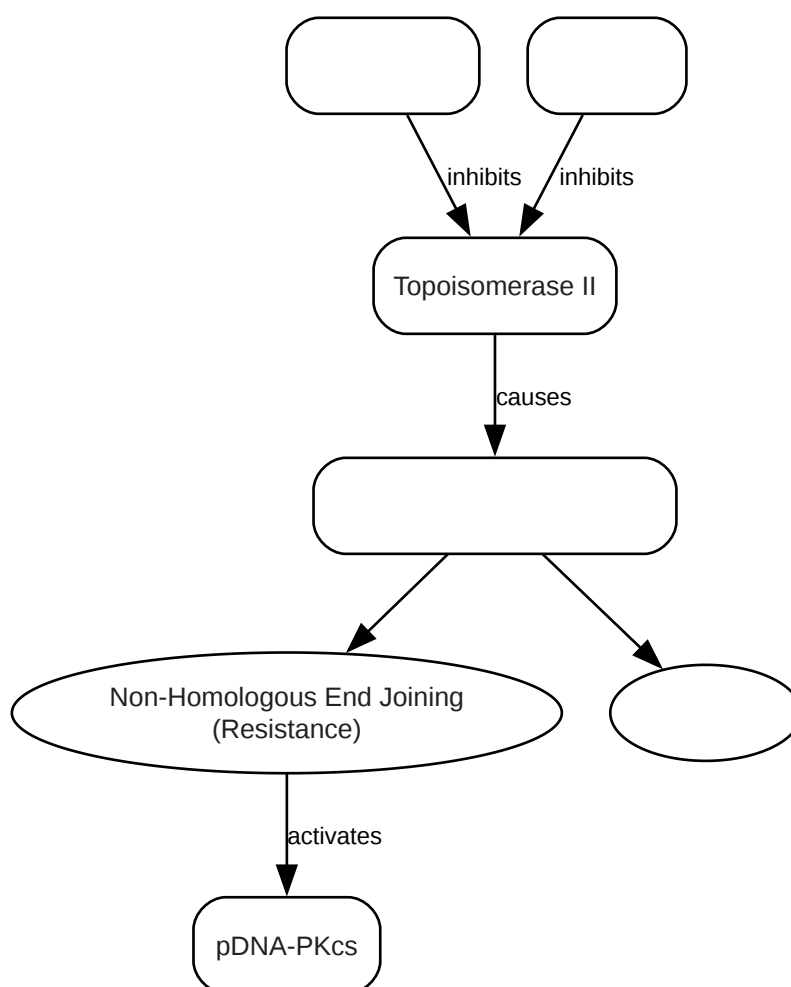 inhibits
inhibits
Topoisomerase II
causes
Non-Homologous End Joining
(Resistance)
activates
pDNA-PKcs